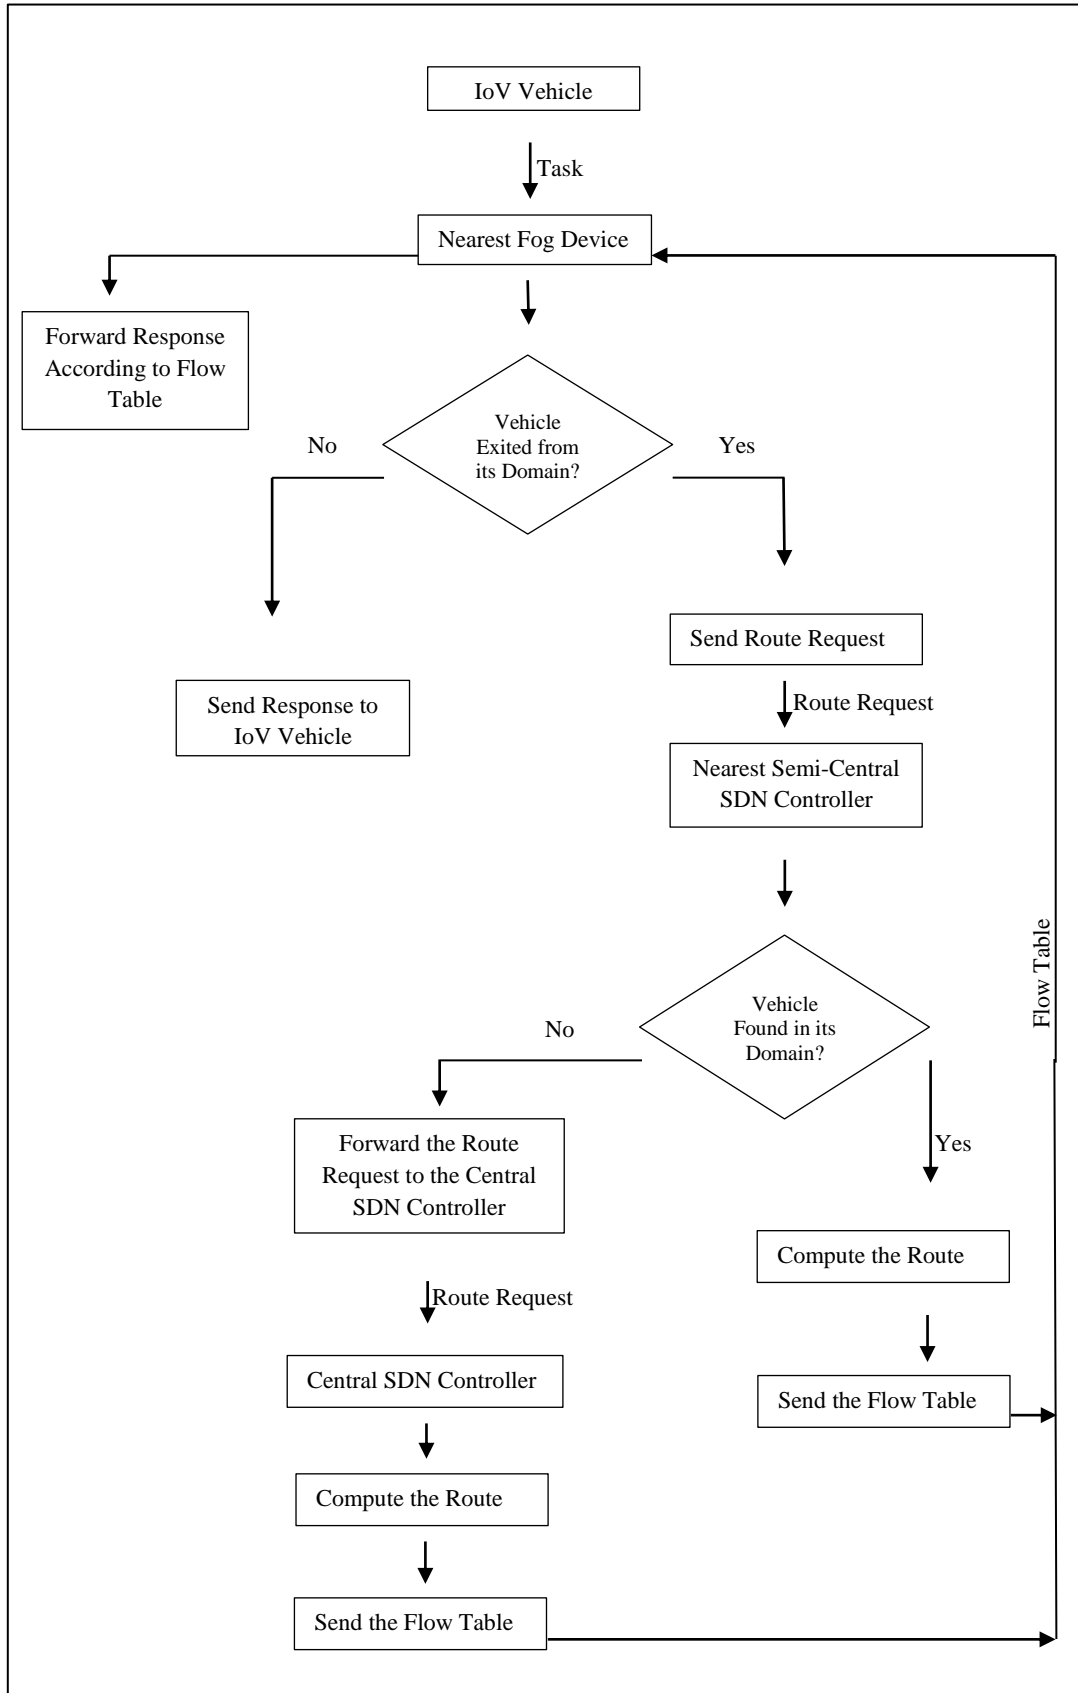 IoV Vehicle
Task
Nearest Fog Device
Forward Response
According to Flow
Table
Vehicle
Exited from
its Domain?
No
Yes
Send Route Request
Send Response to
IoV Vehicle
Route Request
Nearest Semi-Central
SDN Controller
Flow Table
Vehicle
Found in its
Domain?
No
Yes
Forward the Route
Request to the Central
SDN Controller
Compute the Route
Route Request
Central SDN Controller
Send the Flow Table
Compute the Route
Send the Flow Table